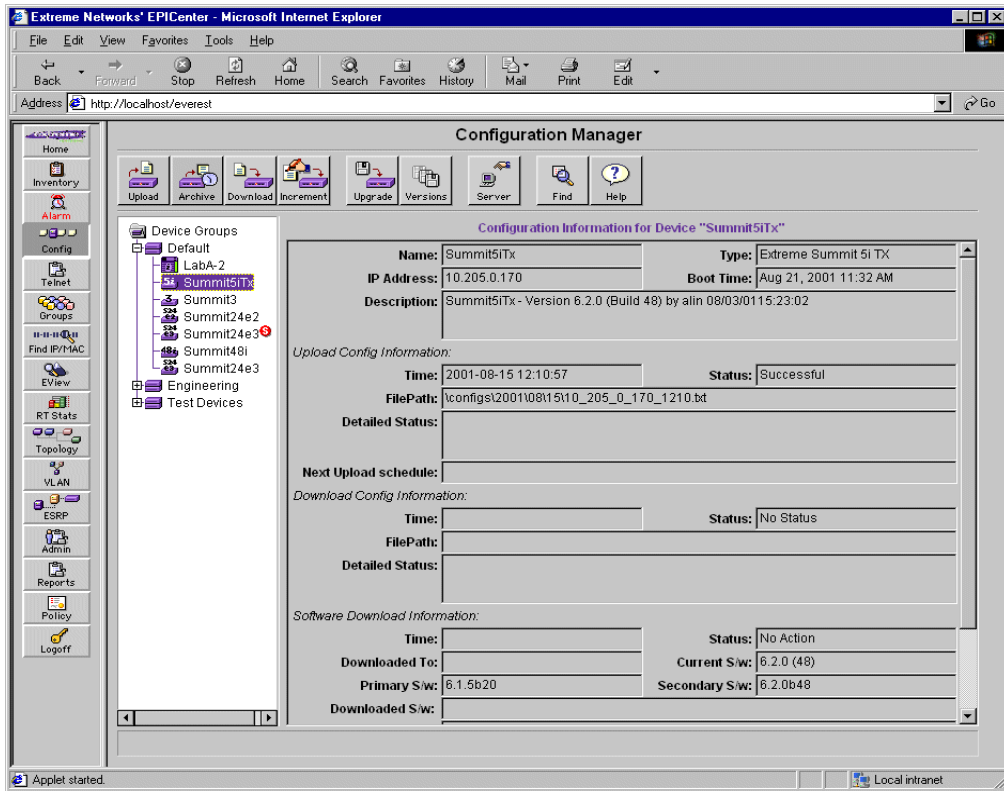 Extreme Networks' EPICenter - Microsoft Internet Explorer
File Edit View Favorites Tools Help
Back Forward Stop Refresh Home Search Favorites History Mail Print Edit
Address http://localhost/everest Go
Home
Inventory
Alarm
Config
Telnet
Groups
Find IP/MAC
EView
RT Stats
Topology
VLAN
ESRP
Admin
Reports
Policy
Logoff
Configuration Manager
Upload Archive Download Increment Upgrade Versions Server Find Help
Device Groups
Default
LabA-2
5i Summit5iTx
3 Summit3
S24 e2 Summit24e2
S24 e3 Summit24e3 S
48i Summit48i
S24 e3 Summit24e3
Engineering
Test Devices
Configuration Information for Device "Summit5iTx"
Name: Summit5iTx Type: Extreme Summit 5i TX
IP Address: 10.205.0.170 Boot Time: Aug 21, 2001 11:32 AM
Description: Summit5iTx - Version 6.2.0 (Build 48) by alin 08/03/0115:23:02
Upload Config Information:
Time: 2001-08-15 12:10:57 Status: Successful
FilePath: \configs\2001\08\15\10_205_0_170_1210.txt
Detailed Status:
Next Upload schedule:
Download Config Information:
Time: Status: No Status
FilePath:
Detailed Status:
Software Download Information:
Time: Status: No Action
Downloaded To: Current S/w: 6.2.0 (48)
Primary S/w: 6.1.5b20 Secondary S/w: 6.2.0b48
Downloaded S/w:
Applet started. Local intranet